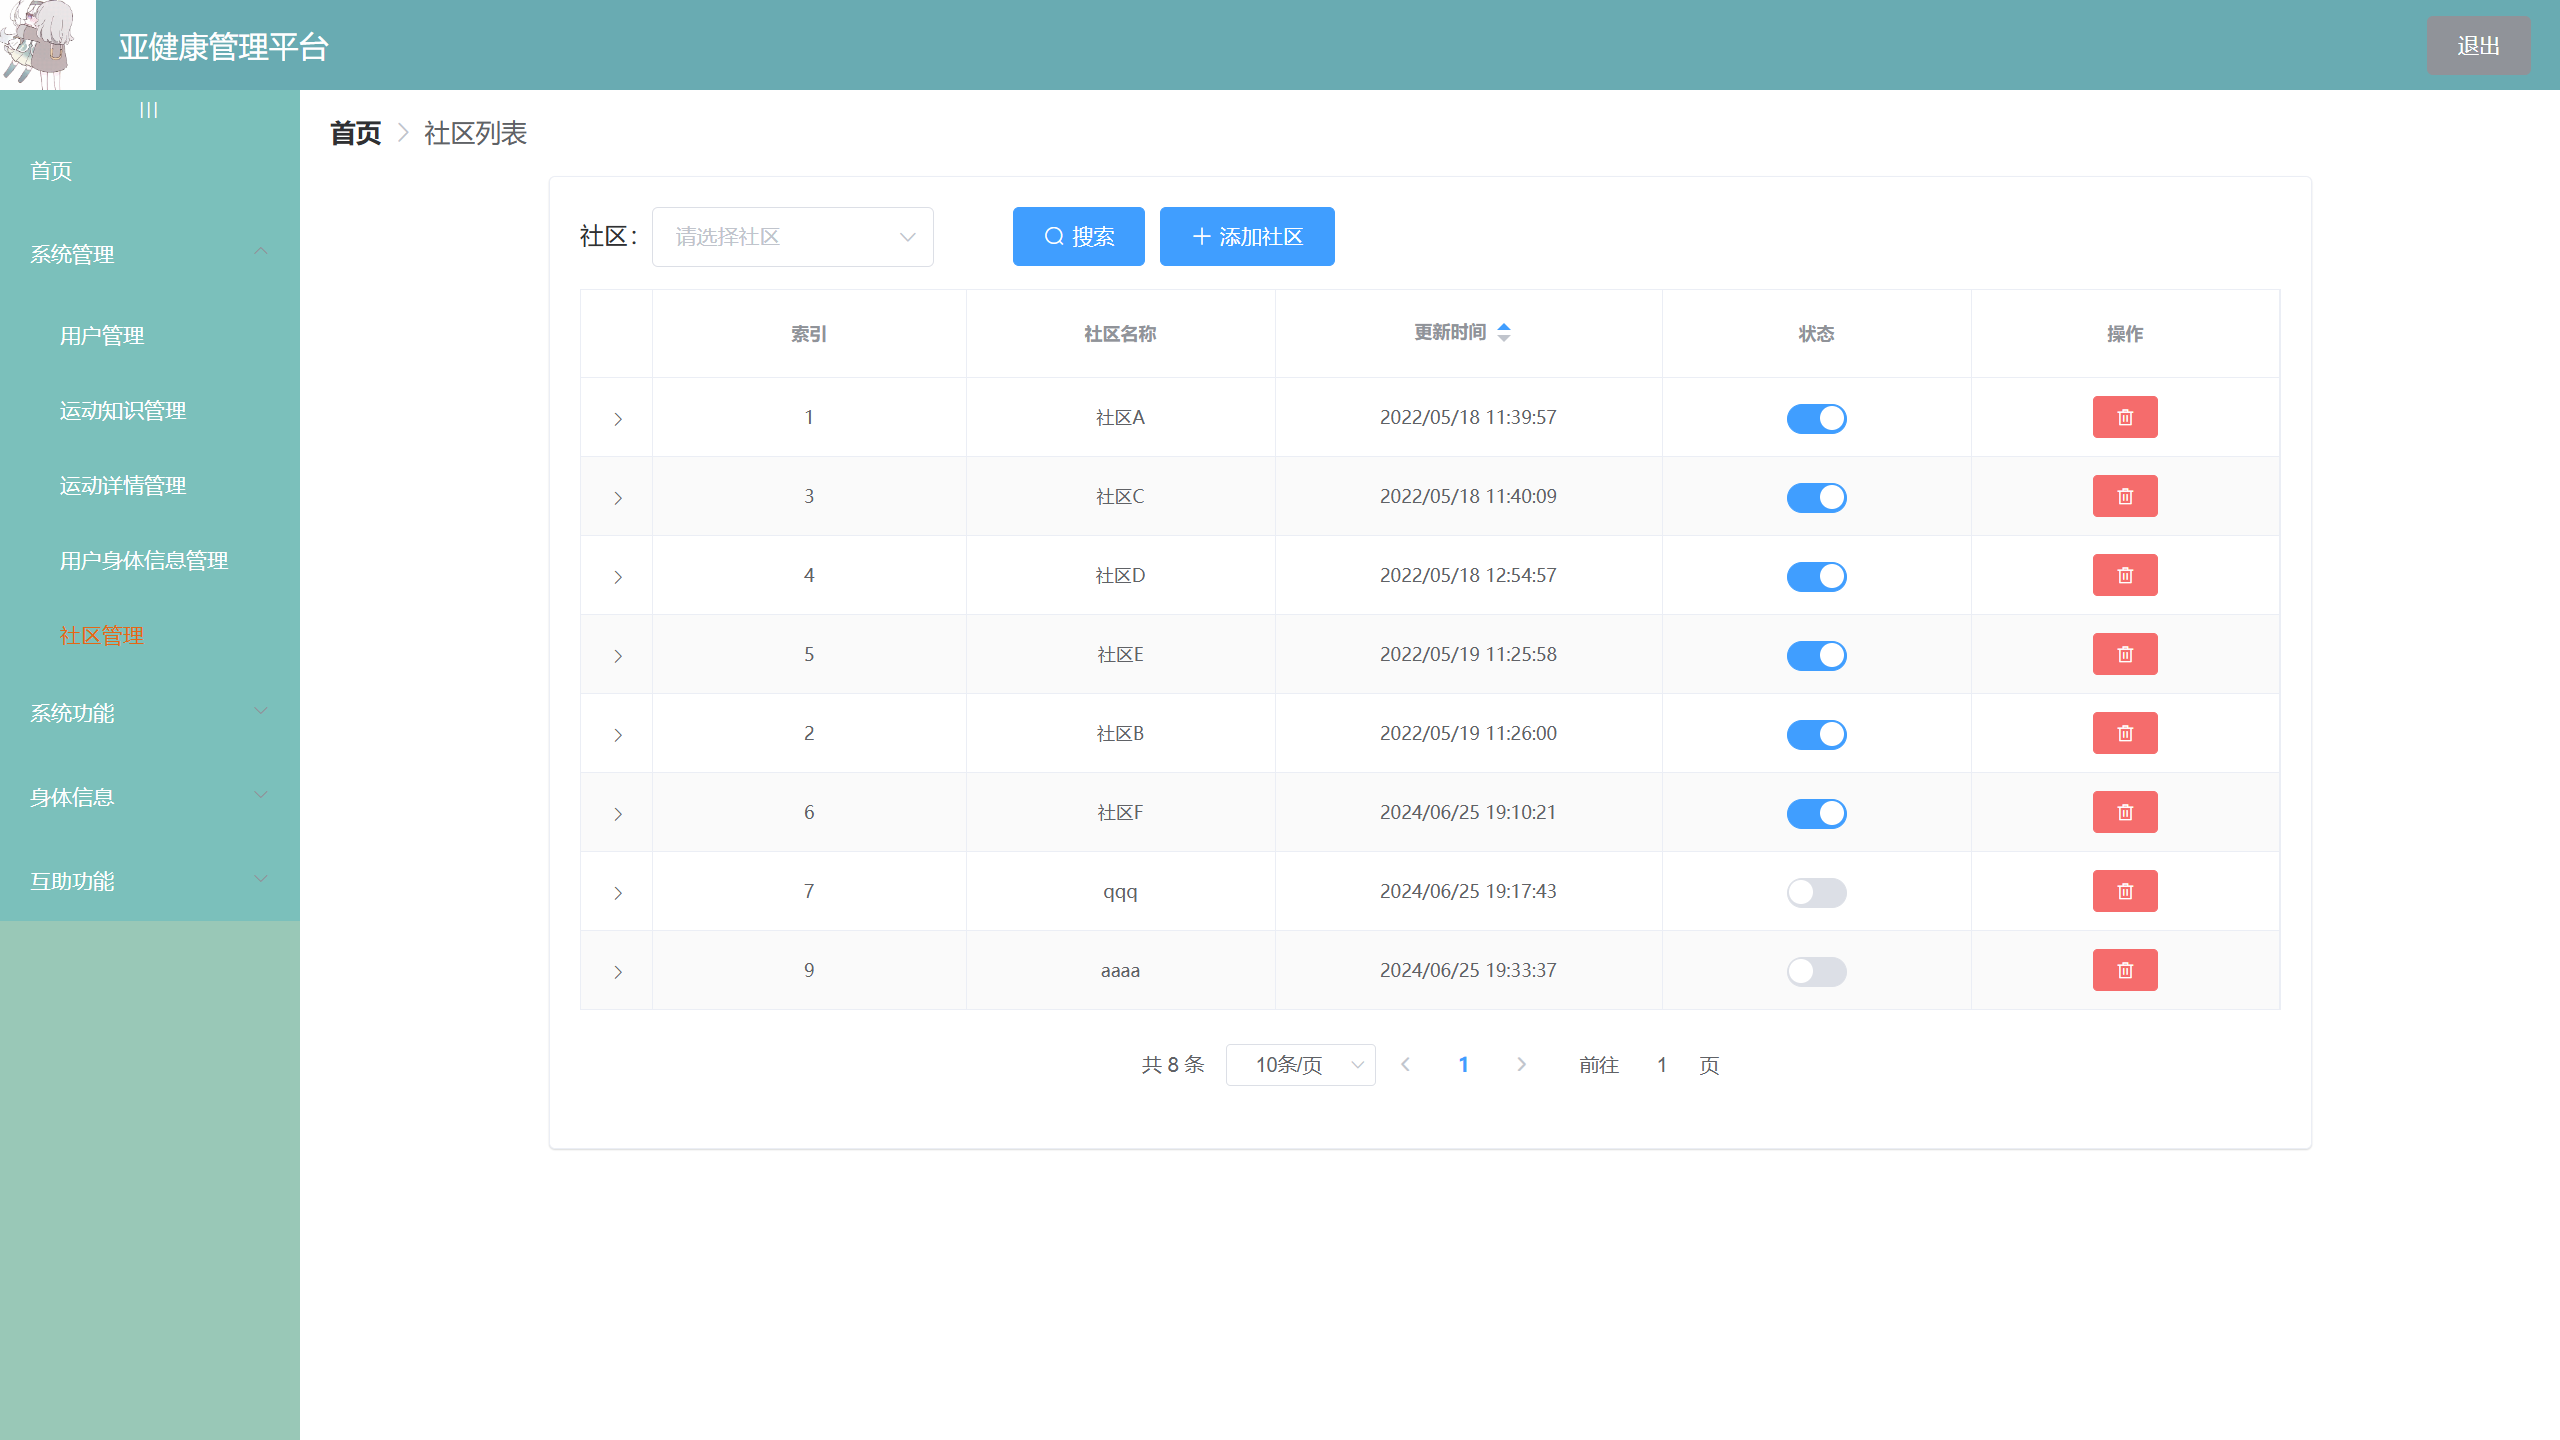 亚健康管理平台
退出
|||
首页
系统管理
用户管理
运动知识管理
运动详情管理
用户身体信息管理
社区管理
系统功能
身体信息
互助功能
首页 > 社区列表
社区： 请选择社区 搜索 + 添加社区
索引 社区名称 更新时间 状态 操作
1 社区A 2022/05/18 11:39:57
3 社区C 2022/05/18 11:40:09
4 社区D 2022/05/18 12:54:57
5 社区E 2022/05/19 11:25:58
2 社区B 2022/05/19 11:26:00
6 社区F 2024/06/25 19:10:21
7 qqq 2024/06/25 19:17:43
9 aaaa 2024/06/25 19:33:37
共 8 条 10条/页 1 前往 1 页